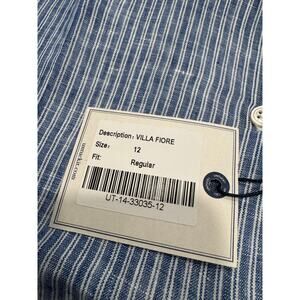 Description: VILLA FIORE
Size: 12
Fit: Regular
UT-14-33035-12